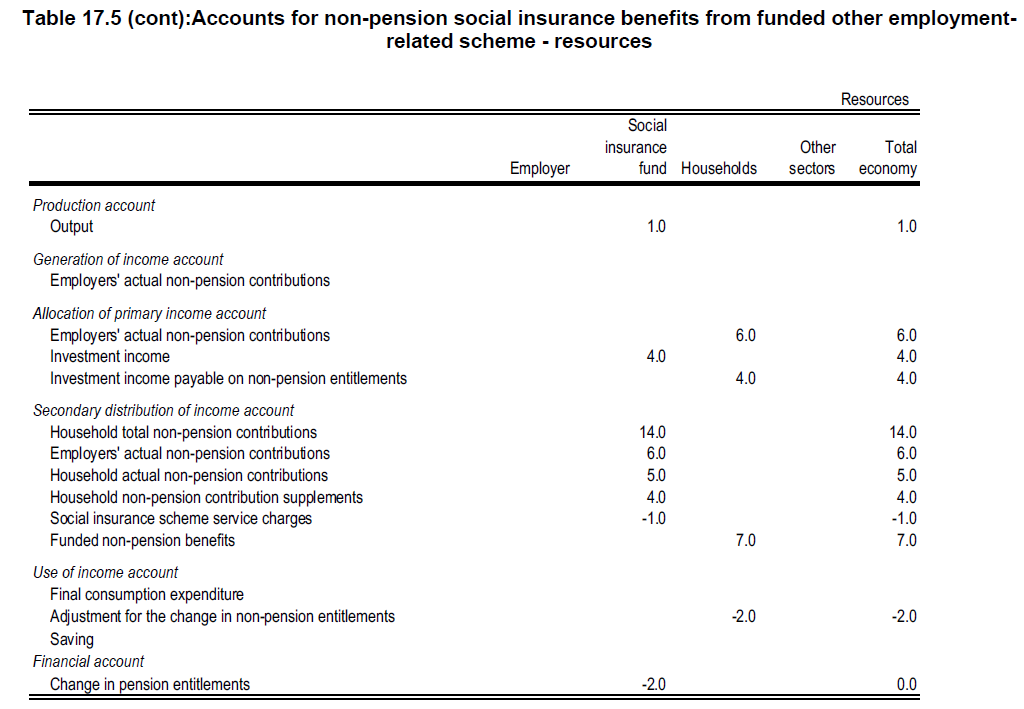 Table 17.5 (cont):Accounts for non-pension social insurance benefits from funded other employment-
related scheme - resources
Resources
Social
insurance Other Total
Employer fund Households sectors economy
Production account
Output 1.0 1.0
Generation of income account
Employers' actual non-pension contributions
Allocation of primary income account
Employers' actual non-pension contributions 6.0 6.0
Investment income 4.0 4.0
Investment income payable on non-pension entitlements 4.0 4.0
Secondary distribution of income account
Household total non-pension contributions 14.0 14.0
Employers' actual non-pension contributions 6.0 6.0
Household actual non-pension contributions 5.0 5.0
Household non-pension contribution supplements 4.0 4.0
Social insurance scheme service charges -1.0 -1.0
Funded non-pension benefits 7.0 7.0
Use of income account
Final consumption expenditure
Adjustment for the change in non-pension entitlements -2.0 -2.0
Saving
Financial account
Change in pension entitlements -2.0 0.0